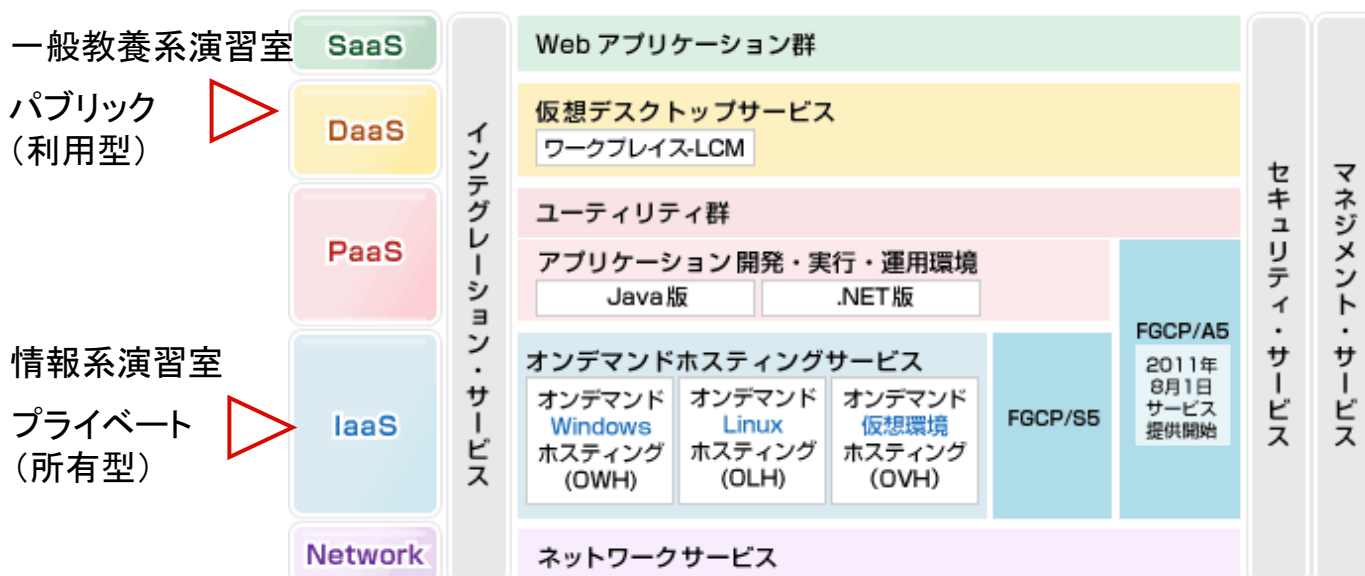 一般教養系演習室
パブリック
（利用型）
情報系演習室
プライベート
（所有型）
SaaS
DaaS
PaaS
IaaS
Network
インテグレーション・サービス
Web アプリケーション群
仮想デスクトップサービス
ワークプレイス-LCM
ユーティリティ群
アプリケーション開発・実行・運用環境
Java版
.NET版
オンデマンドホスティングサービス
オンデマンド
Windows
ホスティング
(OWH)
オンデマンド
Linux
ホスティング
(OLH)
オンデマンド
仮想環境
ホスティング
(OVH)
FGCP/S5
FGCP/A5
2011年
8月1日
サービス
提供開始
ネットワークサービス
セキュリティ・サービス
マネジメント・サービス